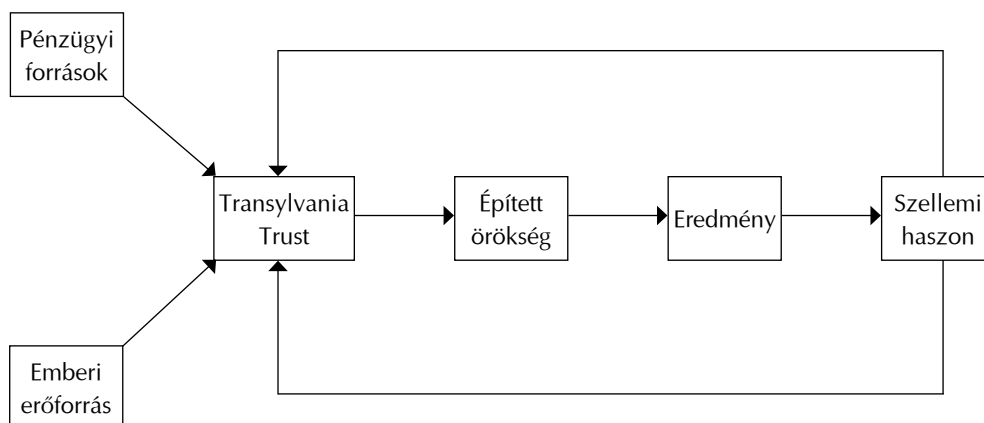 Pénzügyi
források
Transylvania
Trust
Épített
örökség
Eredmény
Szellemi
haszon
Emberi
erőforrás